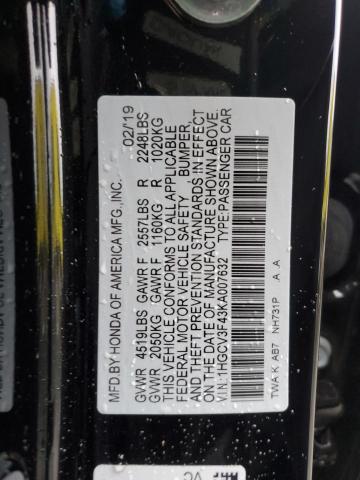 MFD.BY HONDA OF AMERICA MFG.,INC. 02/'19
GVWR 4519LBS GAWR F 2557LBS R 2248LBS
GVWR 2050KG GAWR F 1160KG R 1020KG
THIS VEHICLE CONFORMS TO ALL APPLICABLE
FEDERAL MOTOR VEHICLE SAFETY, BUMPER,
AND THEFT PREVENTION STANDARDS IN EFFECT
ON THE DATE OF MANUFACTURE SHOWN ABOVE.
V.I.N.:1HGCV3F43KA007632 TYPE:PASSENGER CAR
TWA-K AB7 NH731P A A
VC